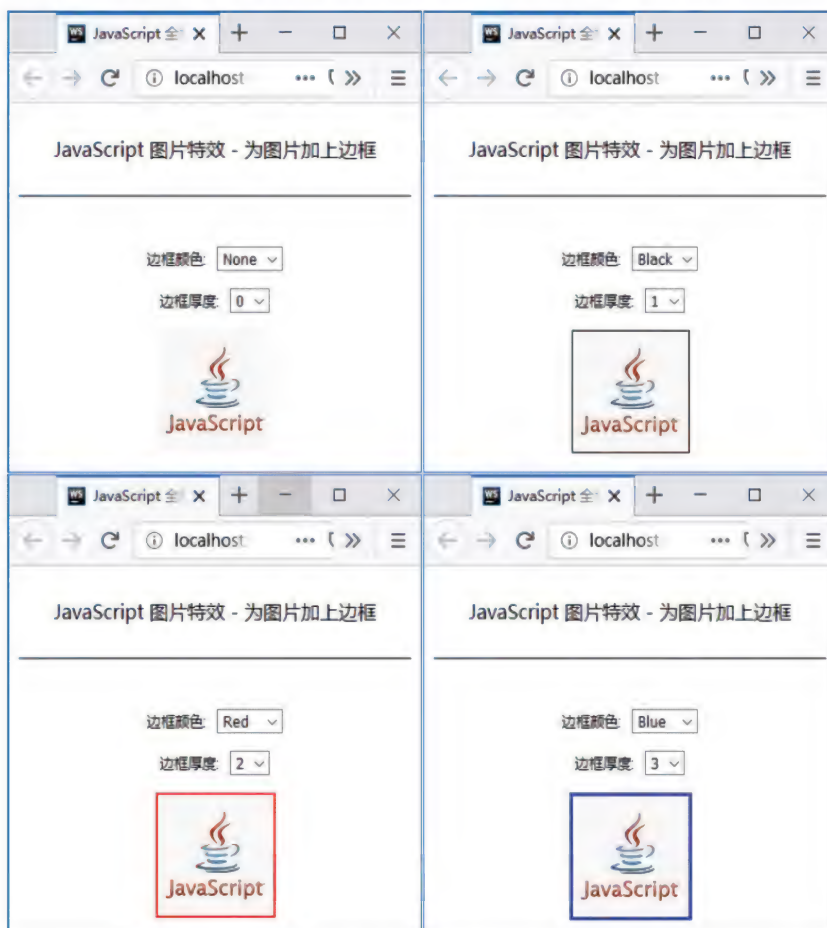 JavaScript 全
localhost
JavaScript 图片特效 - 为图片加上边框
边框颜色: None
边框厚度: 0
JavaScript
JavaScript 全
localhost
JavaScript 图片特效 - 为图片加上边框
边框颜色: Black
边框厚度: 1
JavaScript
JavaScript 全
localhost
JavaScript 图片特效 - 为图片加上边框
边框颜色: Red
边框厚度: 2
JavaScript
JavaScript 全
localhost
JavaScript 图片特效 - 为图片加上边框
边框颜色: Blue
边框厚度: 3
JavaScript